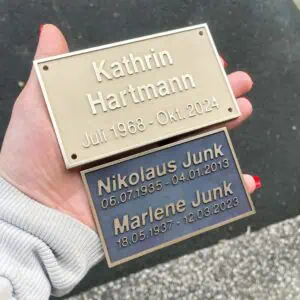 Kathrin
Hartmann
Juli 1968 - Okt. 2024
Nikolaus Junk
06.07.1935 - 04.01.2013
Marlene Junk
18.05.1937 - 12.03.2023